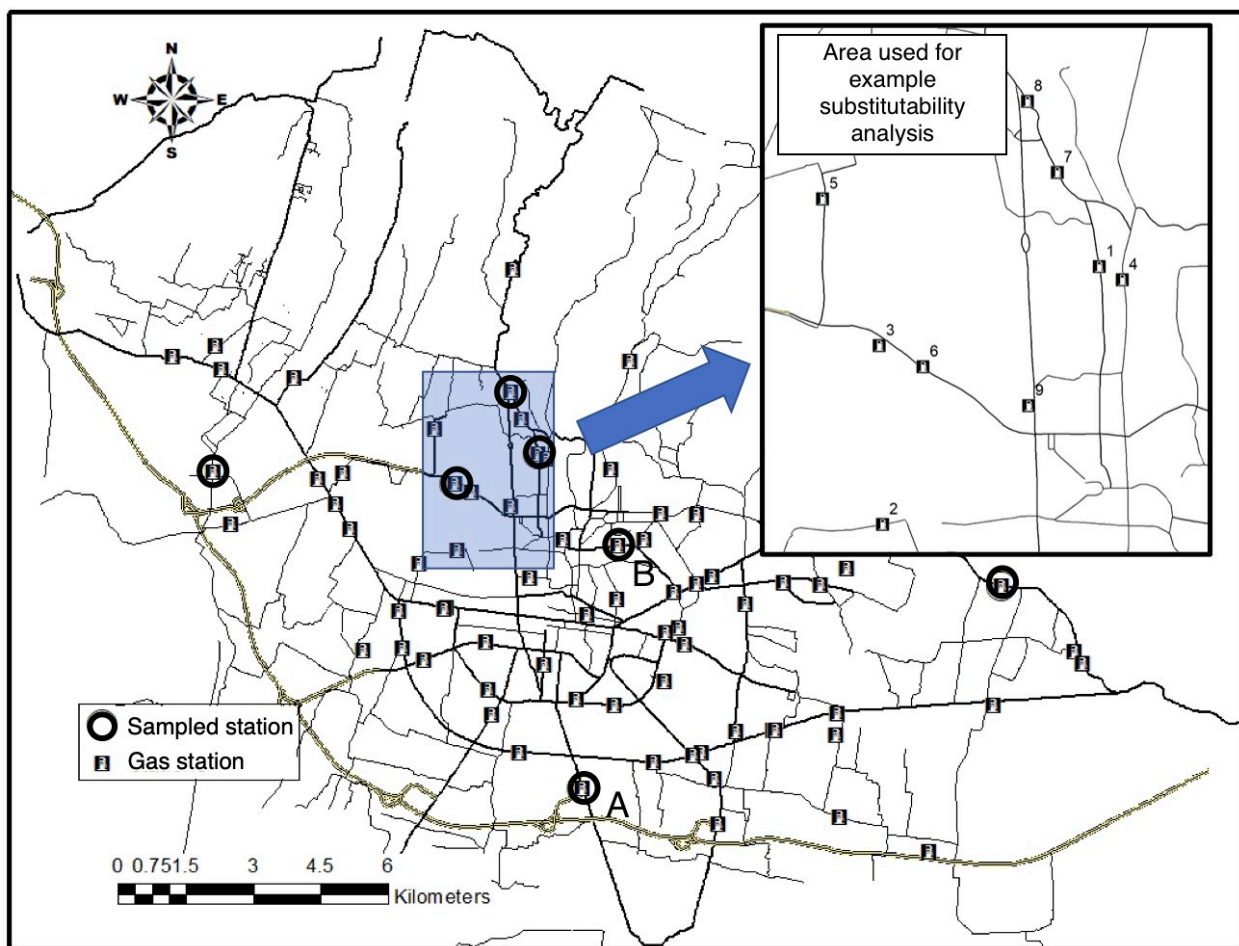 N
W E
S
Area used for
example
substitutability
analysis
8
7
5
1
4
3
6
9
2
B
Sampled station
Gas station
A
0 0.751.5 3 4.5 6
Kilometers